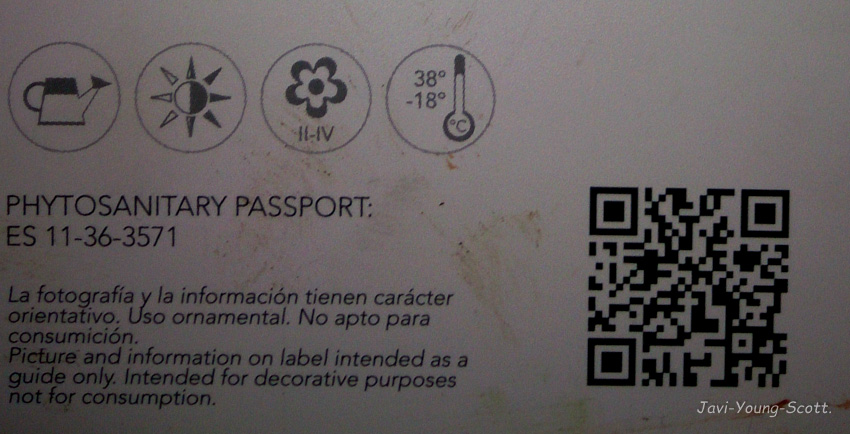 38°
-18°
°C
II-IV
PHYTOSANITARY PASSPORT:
ES 11-36-3571
La fotografía y la información tienen carácter
orientativo. Uso ornamental. No apto para
consumición.
Picture and information on label intended as a
guide only. Intended for decorative purposes
not for consumption.
Javi-Young-Scott.